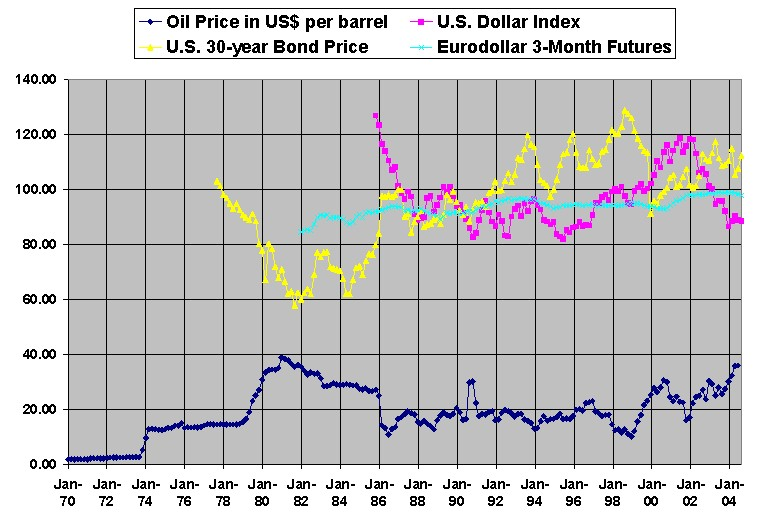 Oil Price in US$ per barrel U.S. Dollar Index
U.S. 30-year Bond Price Eurodollar 3-Month Futures
140.00
120.00
100.00
80.00
60.00
40.00
20.00
0.00
Jan- Jan- Jan- Jan- Jan- Jan- Jan- Jan- Jan- Jan- Jan- Jan- Jan- Jan- Jan- Jan- Jan- Jan-
70 72 74 76 78 80 82 84 86 88 90 92 94 96 98 00 02 04